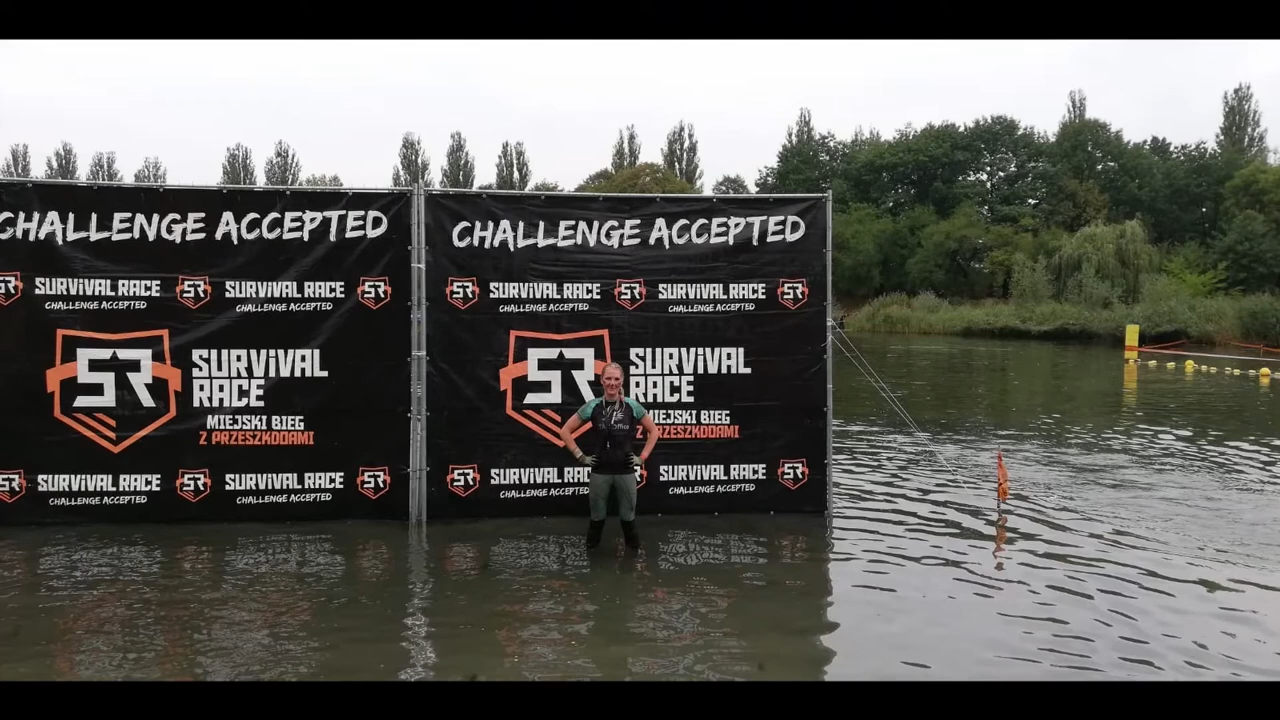 CHALLENGE ACCEPTED
SR SURVIVAL RACE CHALLENGE ACCEPTED SR SURVIVAL RACE CHALLENGE ACCEPTED SR
SR SURVIVAL RACE
MIEJSKI BIEG
Z PRZESZKODAMI
SR SURVIVAL RACE CHALLENGE ACCEPTED SR SURVIVAL RACE CHALLENGE ACCEPTED SR
CHALLENGE ACCEPTED
SR SURVIVAL RACE CHALLENGE ACCEPTED SR SURVIVAL RACE CHALLENGE ACCEPTED SR
SR SURVIVAL RACE
MIEJSKI BIEG
Z PRZESZKODAMI
SR SURVIVAL RACE CHALLENGE ACCEPTED SURVIVAL RACE CHALLENGE ACCEPTED SR
Office